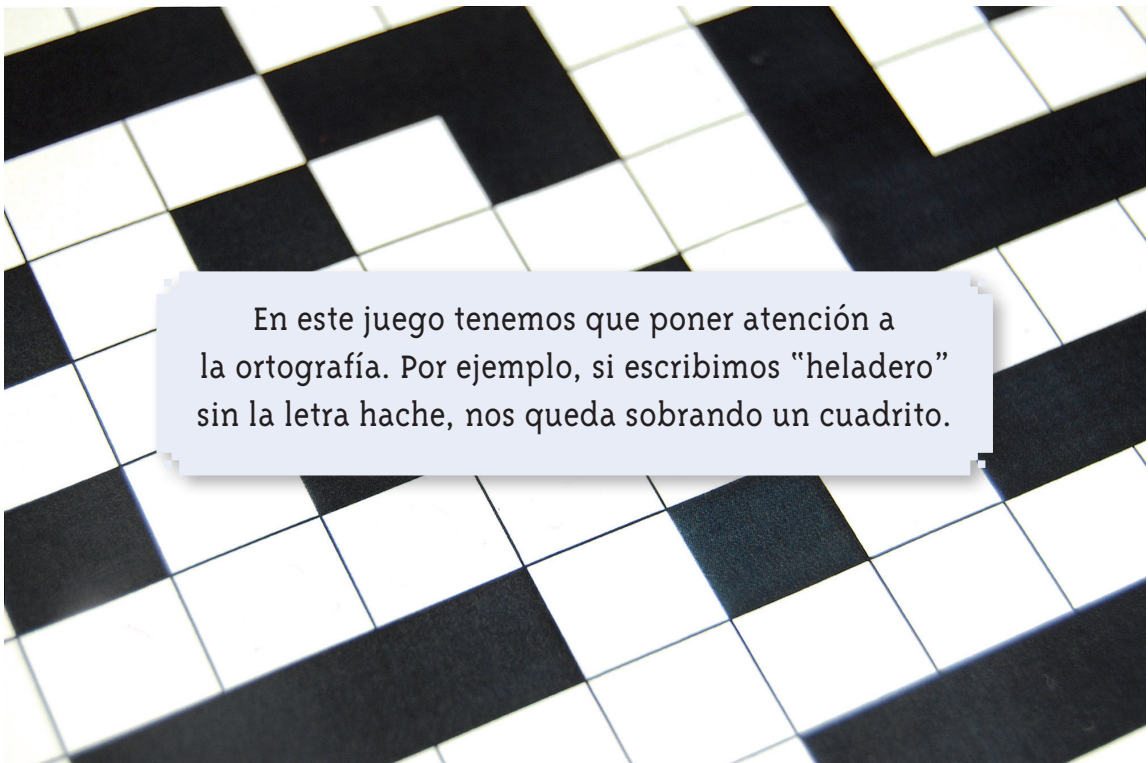 En este juego tenemos que poner atención a
la ortografía. Por ejemplo, si escribimos “heladero”
sin la letra hache, nos queda sobrando un cuadrito.